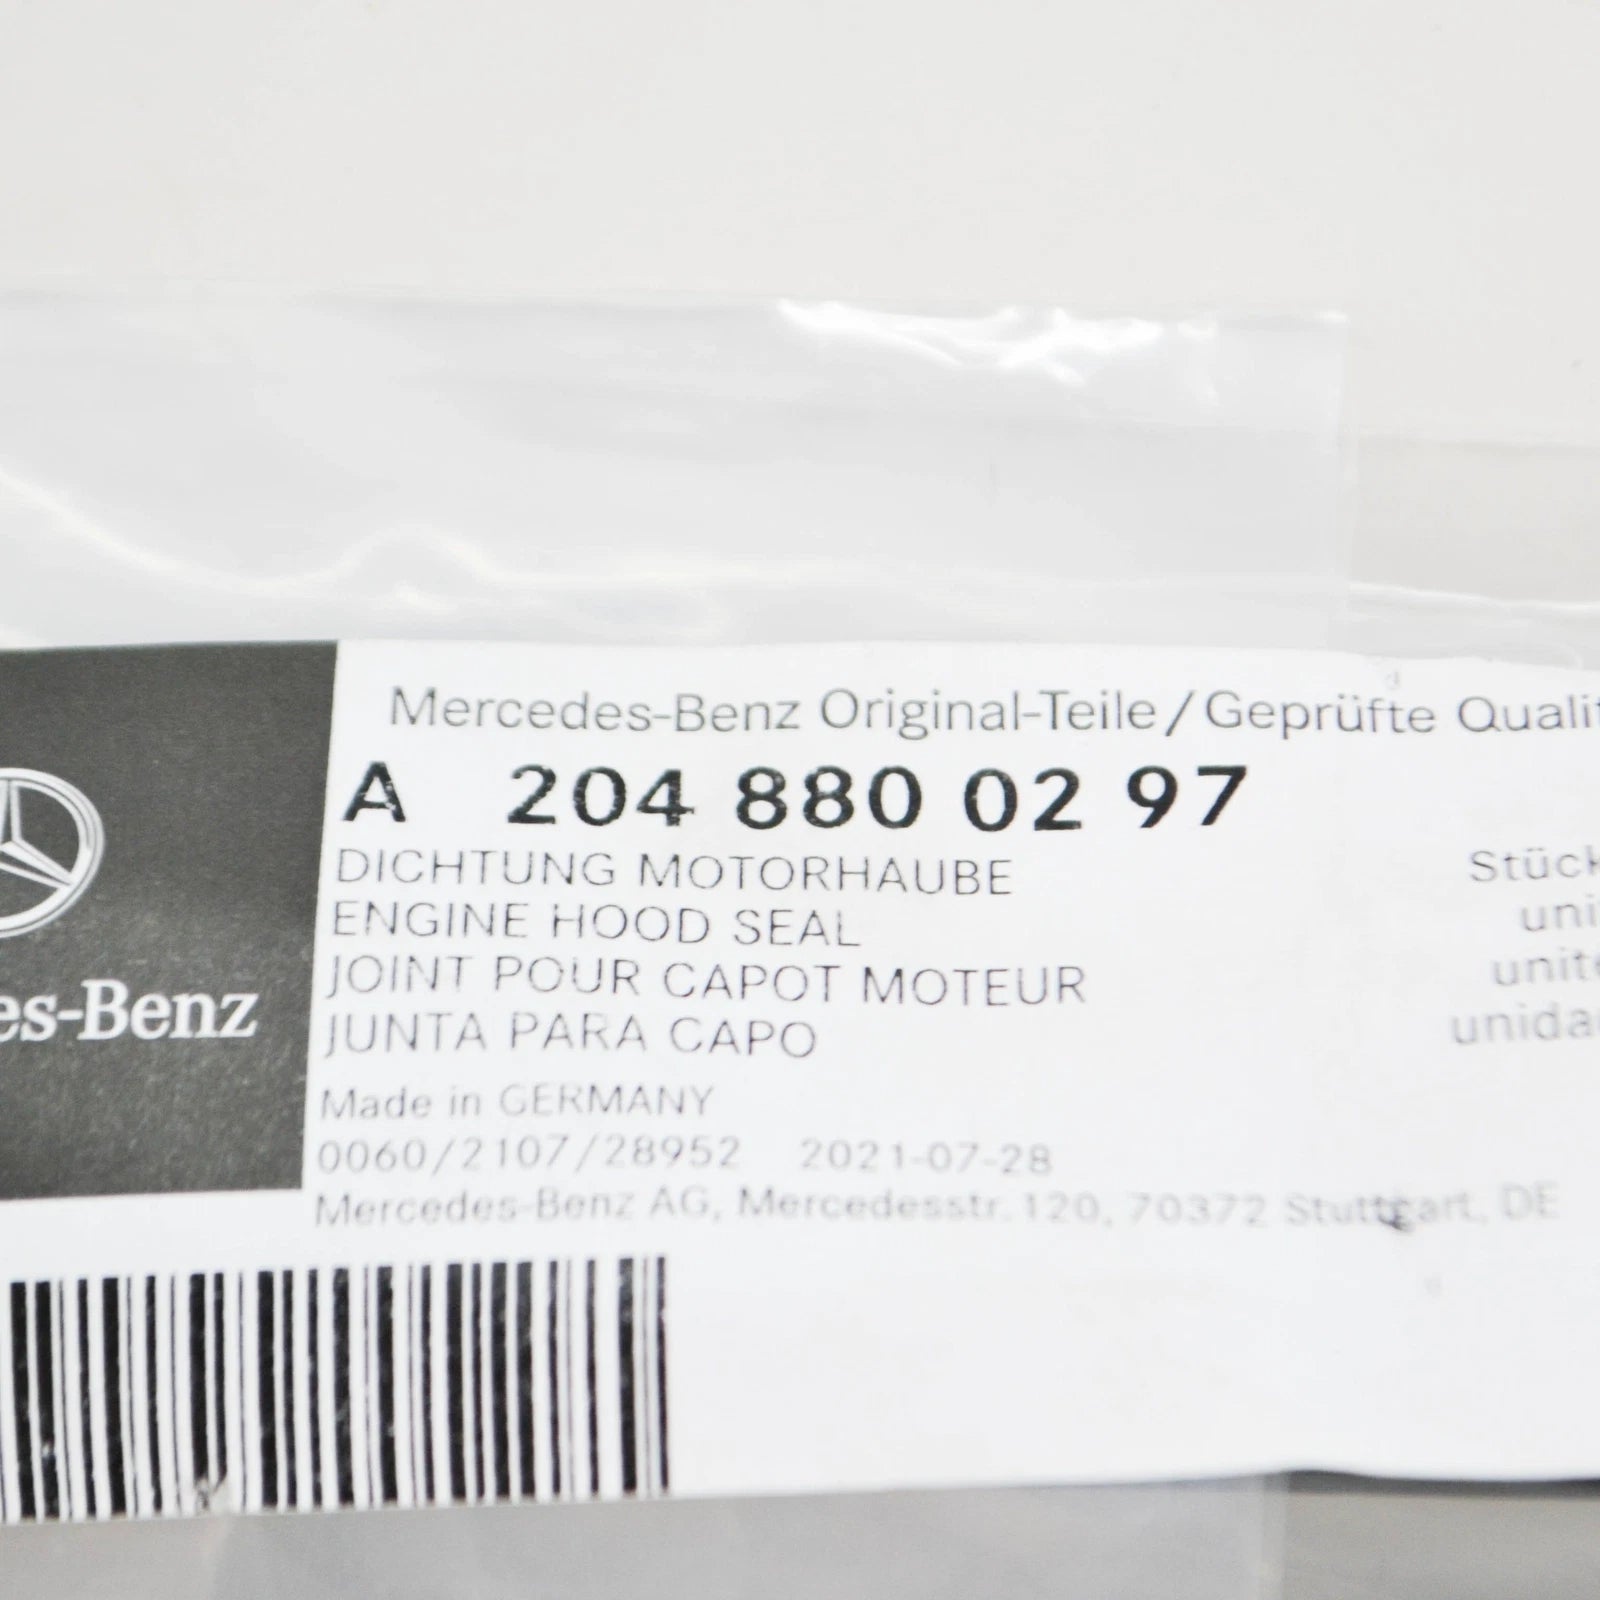 Mercedes-Benz Original-Teile/Geprüfte Qualit
A 204 880 02 97
DICHTUNG MOTORHAUBE
ENGINE HOOD SEAL
JOINT POUR CAPOT MOTEUR
JUNTA PARA CAPO
Stück
uni
unite
unida
es-Benz
Made in GERMANY
0060/2107/28952 2021-07-28
Mercedes-Benz AG, Mercedesstr. 120, 70372 Stuttgart, DE